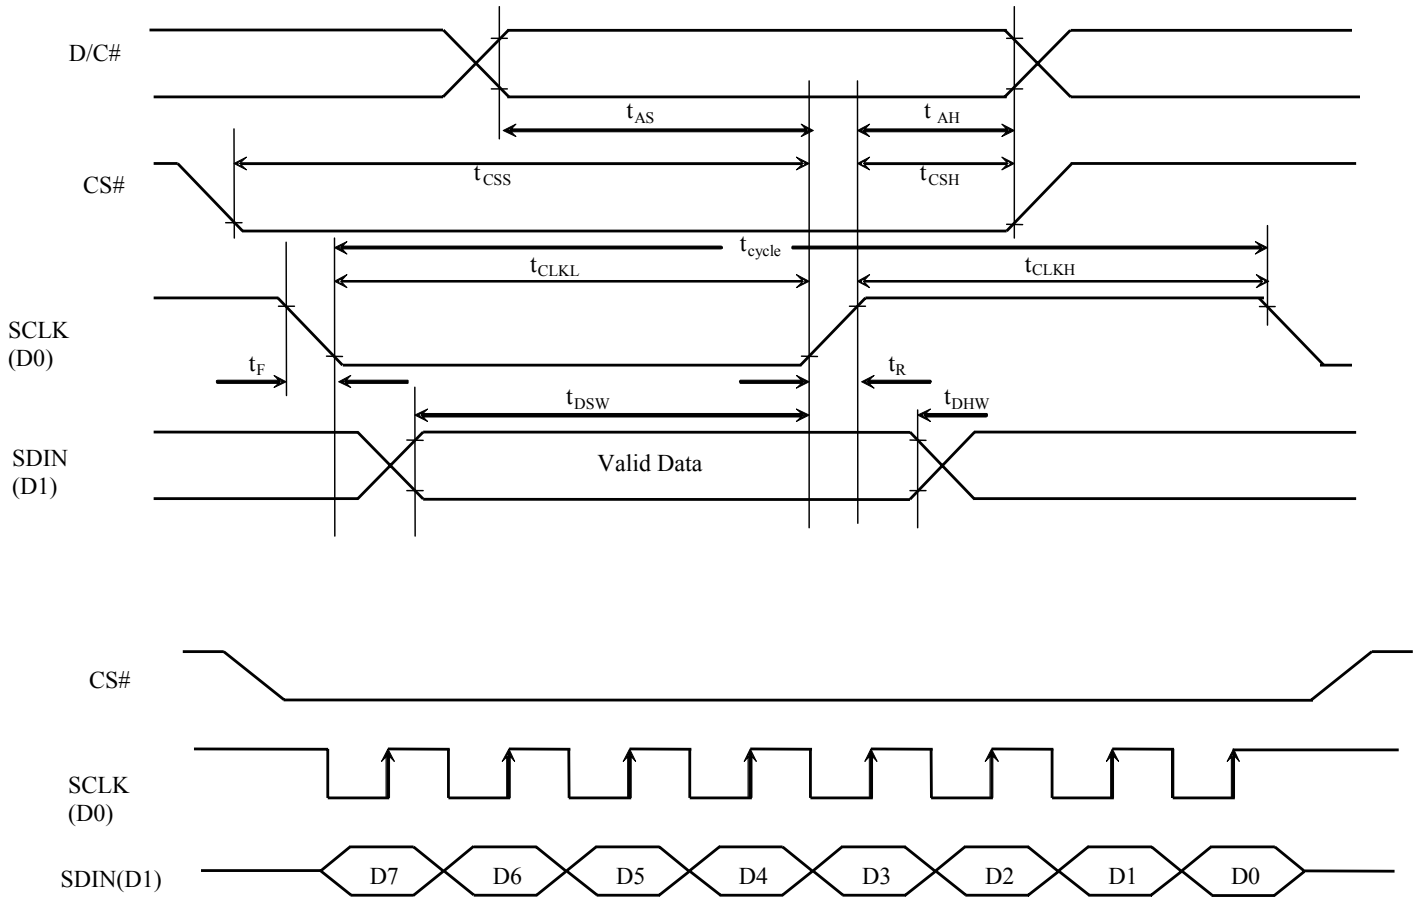 D/C#
tAS
t AH
CS#
tCSS
tCSH
tcycle
tCLKL
tCLKH
SCLK
(D0)
tF
tR
tDSW
tDHW
SDIN
(D1)
Valid Data
CS#
SCLK
(D0)
SDIN(D1)
D7 D6 D5 D4 D3 D2 D1 D0